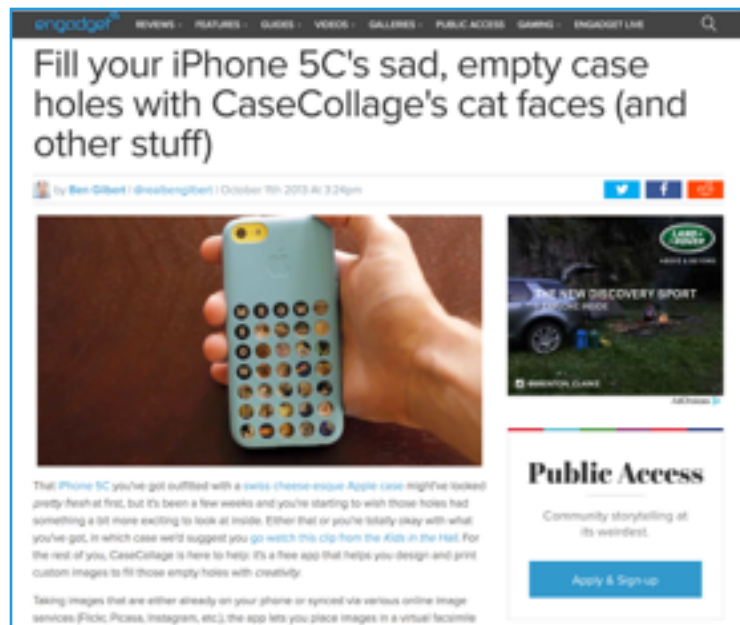 engadget
REVIEWS FEATURES GUIDES VIDEOS GALLERIES PUBLIC ACCESS GAMING ENGADGET LIVE
Fill your iPhone 5C's sad, empty case
holes with CaseCollage's cat faces (and
other stuff)
by Ben Gilbert | @realbengilbert | October 11th 2013 At 3:24pm
LAND ROVER
ABOVE & BEYOND
THE NEW DISCOVERY SPORT
AdChoices
That iPhone 5C you've got outfitted with a swiss cheese-esque Apple case might've looked
pretty fresh at first, but it's been a few weeks and you're starting to wish those holes had
something a bit more exciting to look at inside. Either that or you're totally okay with what
you've got, in which case we'd suggest you go watch this clip from the Kids in the Hall. For
the rest of you, CaseCollage is here to help: it's a free app that helps you design and print
custom images to fill those empty holes with creativity.
Taking images that are either already on your phone or synced via various online image
services (Flickr, Picasa, Instagram, etc.), the app lets you place images in a virtual facsimile
Public Access
Community storytelling at
its weirdest.
Apply & Sign-up